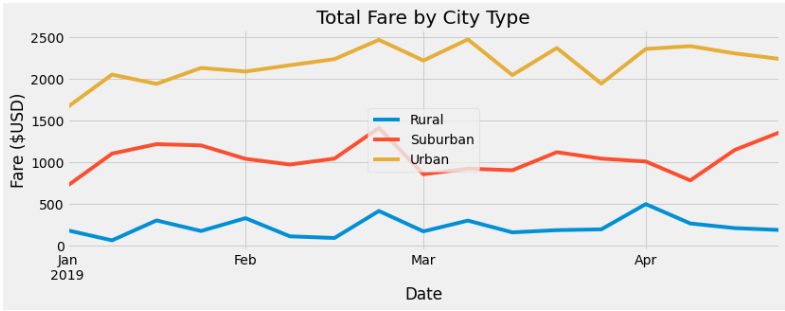 Total Fare by City Type
2500
2000
1500
1000
500
0
Fare ($USD)
Rural
Suburban
Urban
Jan
2019
Feb
Mar
Apr
Date